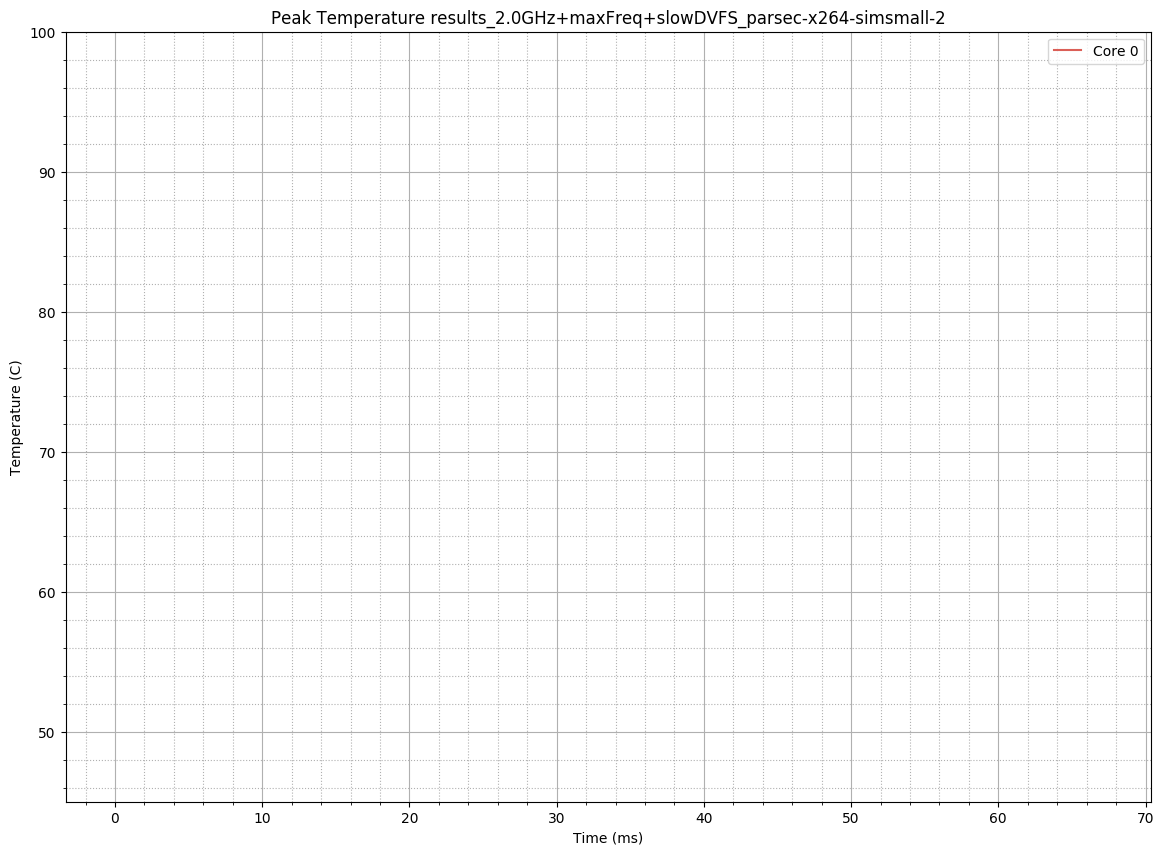 Peak Temperature results_2.0GHz+maxFreq+slowDVFS_parsec-x264-simsmall-2
Core 0
100
90
80
70
60
50
Temperature (C)
0 10 20 30 40 50 60 70
Time (ms)